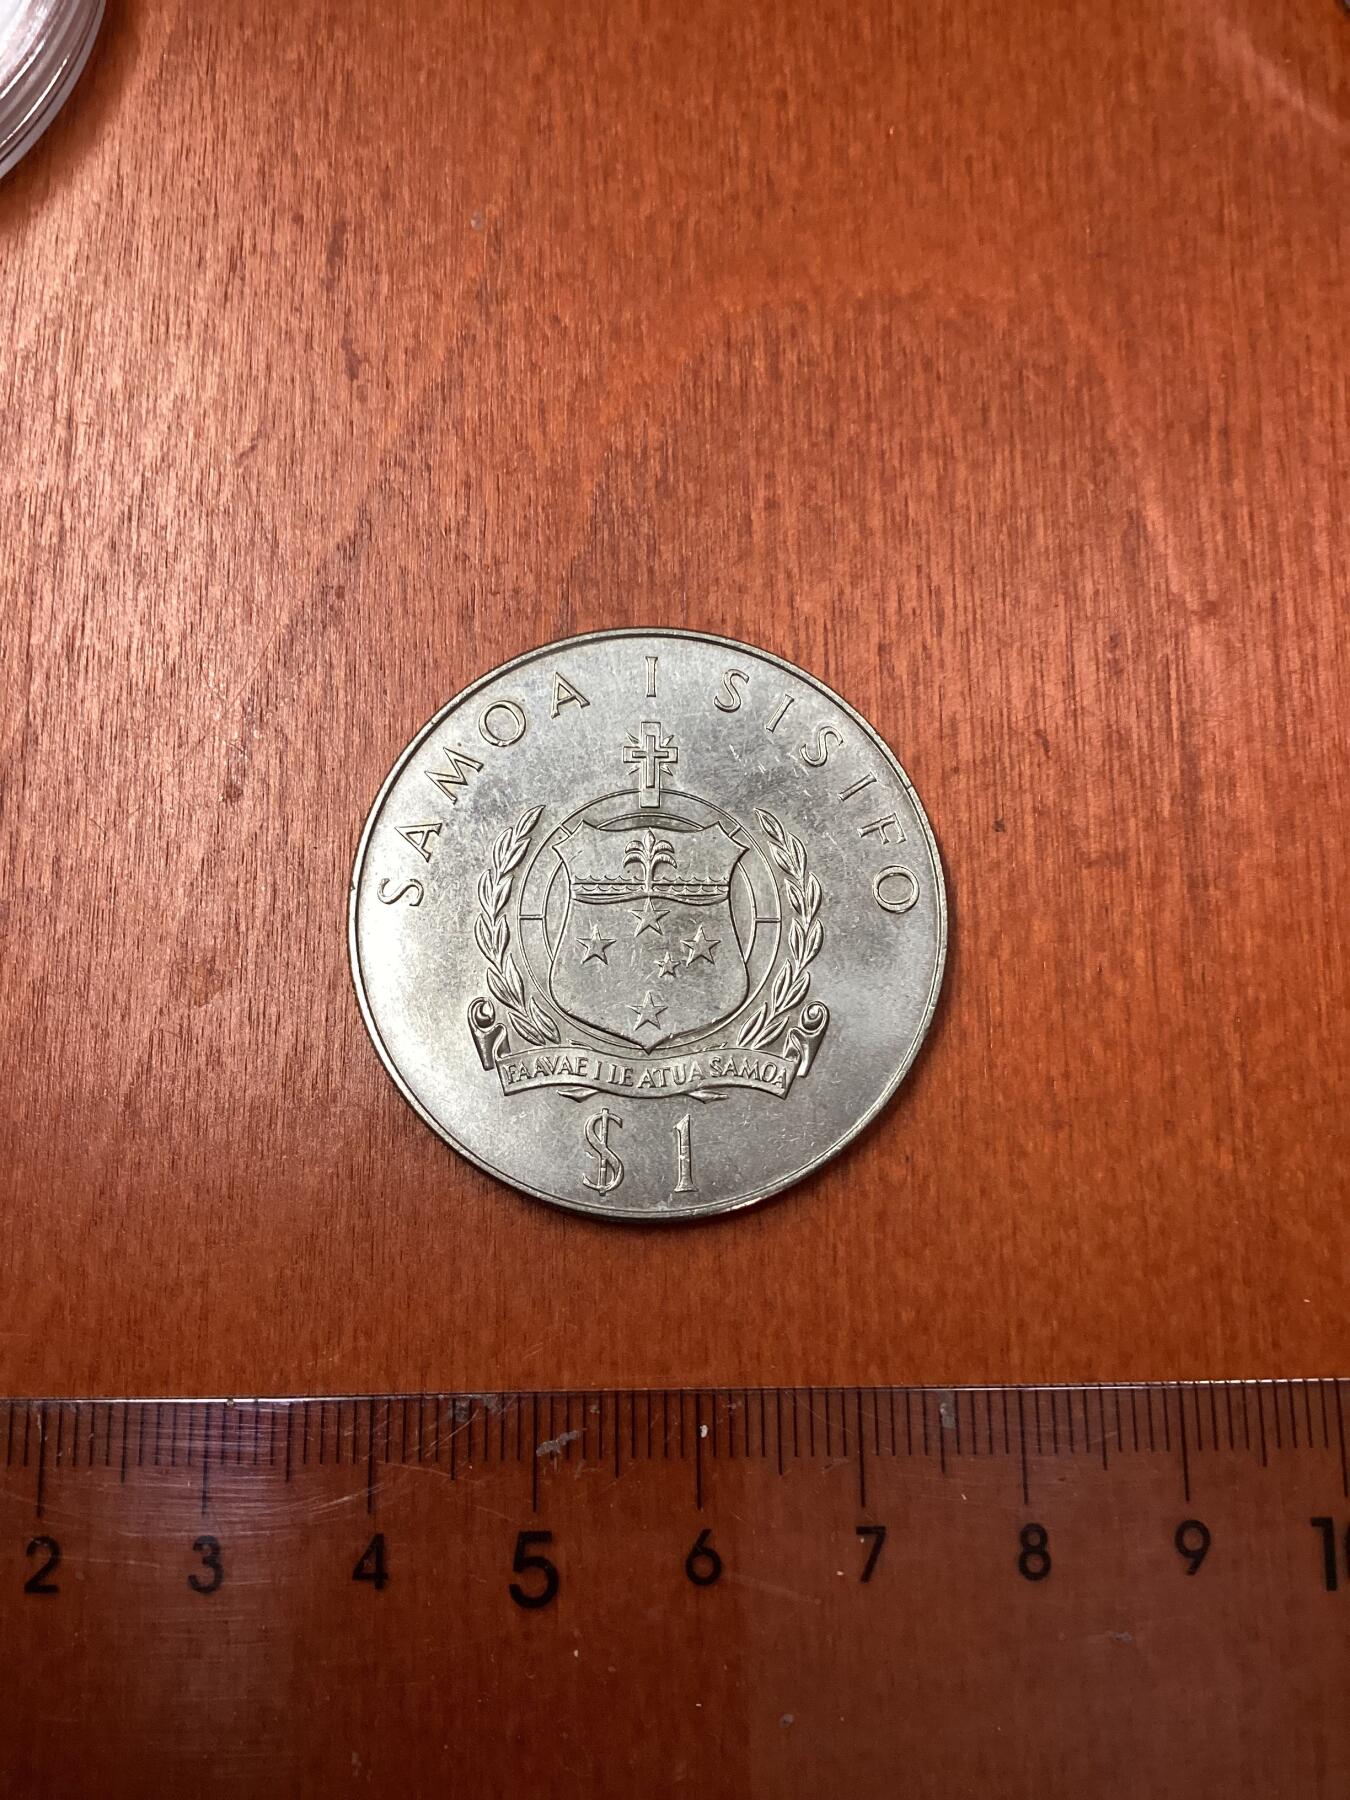 SAMOA I SISIFO
FAAVAE I LE ATUA SAMOA
$1
2 3 4 5 6 7 8 9